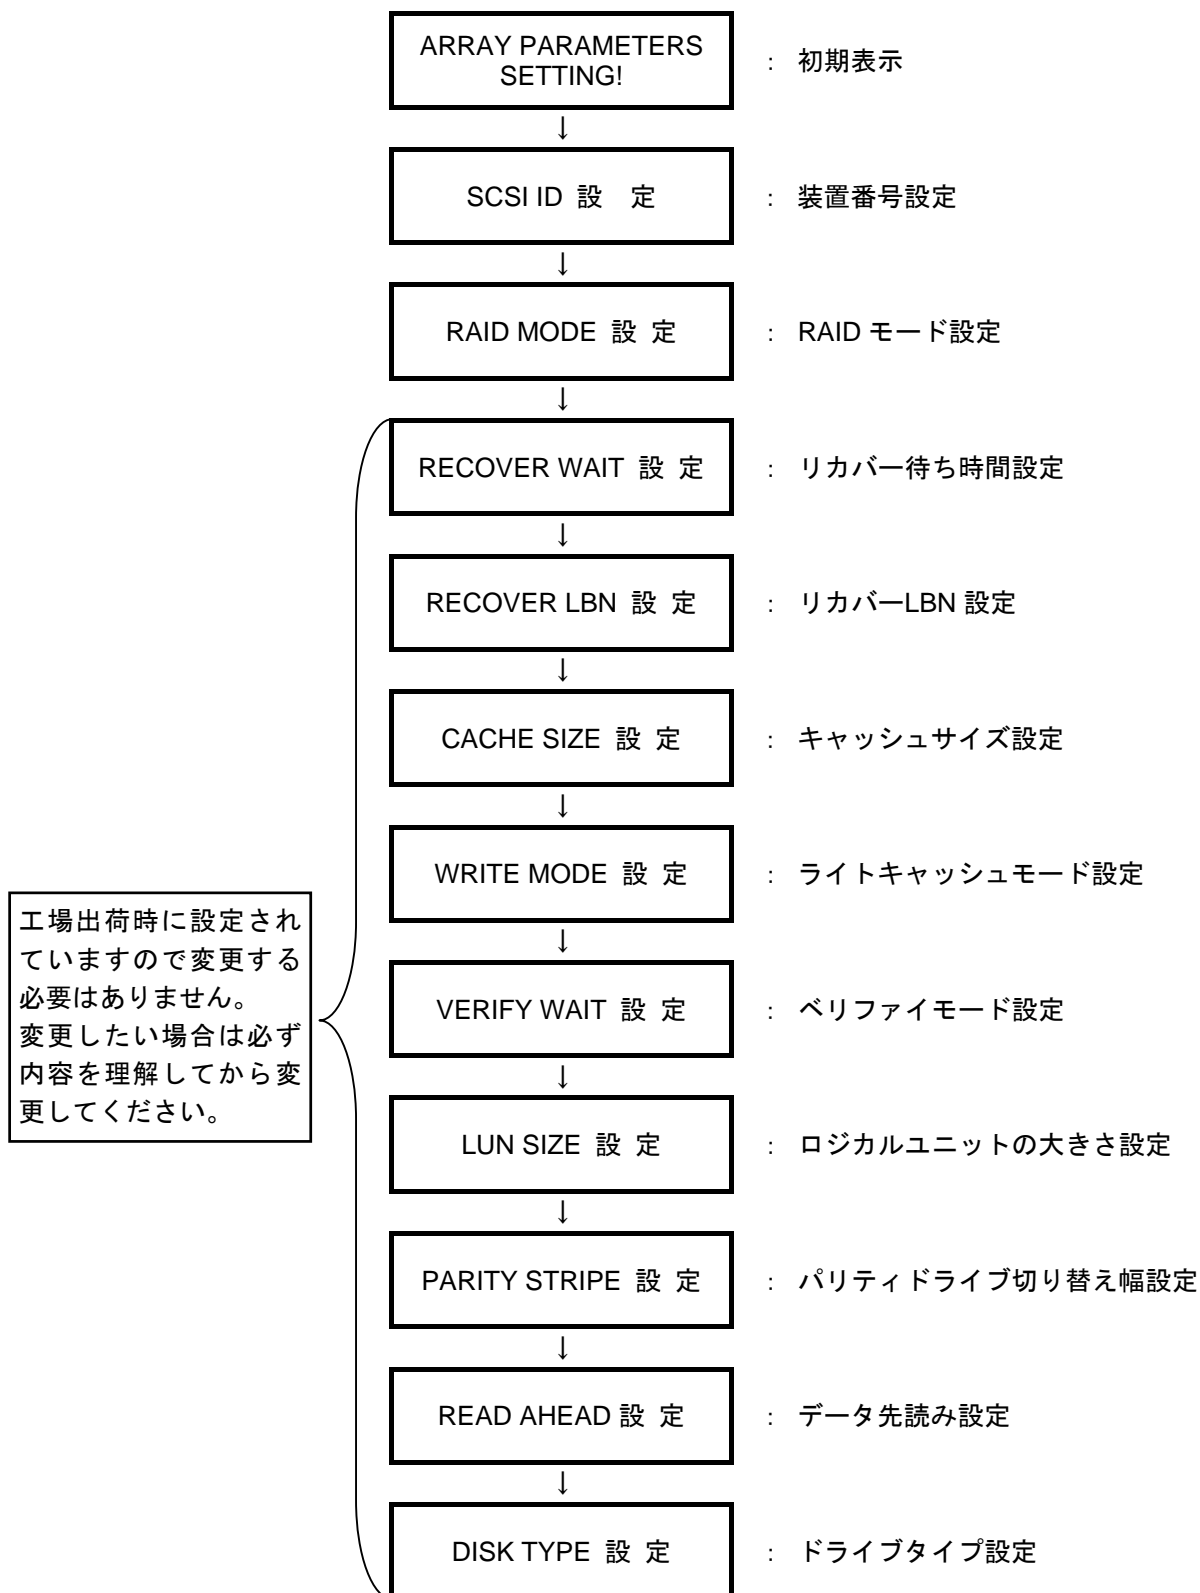 ARRAY PARAMETERS
SETTING!
: 初期表示
↓
SCSI ID 設　定
: 装置番号設定
↓
RAID MODE 設 定
: RAID モード設定
↓
RECOVER WAIT 設 定
: リカバー待ち時間設定
↓
RECOVER LBN 設 定
: リカバーLBN 設定
↓
CACHE SIZE 設 定
: キャッシュサイズ設定
↓
WRITE MODE 設 定
: ライトキャッシュモード設定
↓
工場出荷時に設定され
ていますので変更する
必要はありません。
変更したい場合は必ず
内容を理解してから変
更してください。
VERIFY WAIT 設 定
: ベリファイモード設定
↓
LUN SIZE 設 定
: ロジカルユニットの大きさ設定
↓
PARITY STRIPE 設 定
: パリティドライブ切り替え幅設定
↓
READ AHEAD 設 定
: データ先読み設定
↓
DISK TYPE 設 定
: ドライブタイプ設定